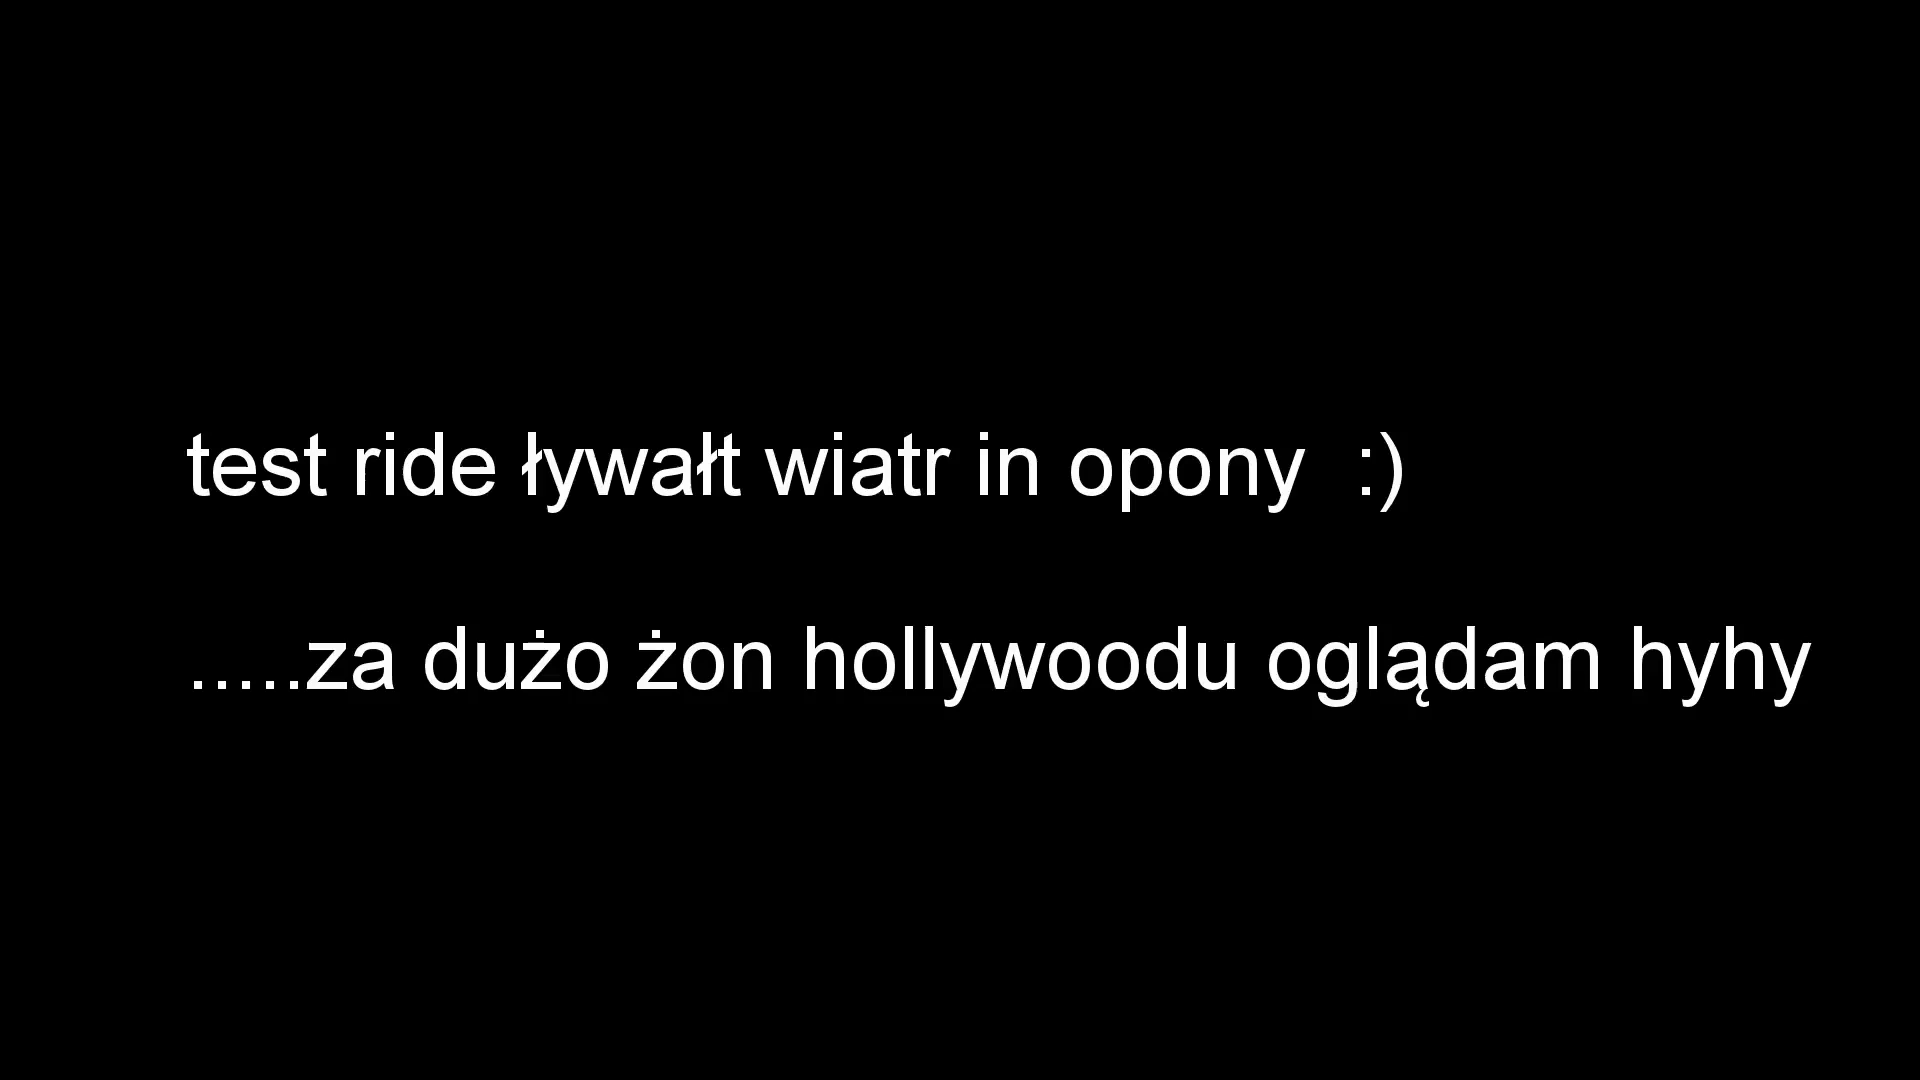 test ride ływałt wiatr in opony  :)
.....za dużo żon hollywoodu oglądam hyhy